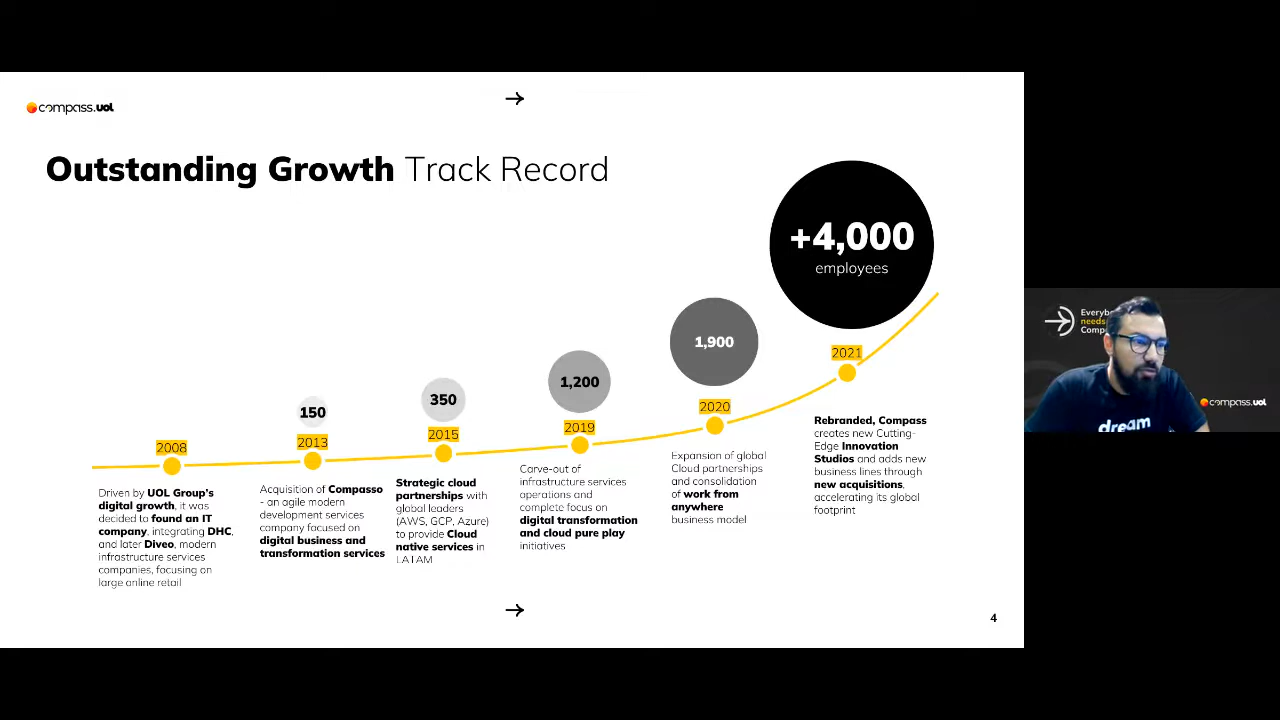 compass.uol
Outstanding Growth Track Record
+4,000
employees
1,900
1,200
350
150
2008
2013
2015
2019
2020
2021
Driven by UOL Group's
digital growth, it was
decided to found an IT
company, integrating DHC,
and later Diveo, modern
infrastructure services
companies, focusing on
large online retail
Acquisition of Compasso
- an agile modern
development services
company focused on
digital business and
transformation services
Strategic cloud
partnerships with
global leaders
(AWS, GCP, Azure)
to provide Cloud
native services in
LATAM
Carve-out of
infrastructure services
operations and
complete focus on
digital transformation
and cloud pure play
initiatives
Expansion of global
Cloud partnerships
and consolidation
of work from
anywhere
business model
Rebranded, Compass
creates new Cutting-
Edge Innovation
Studios and adds new
business lines through
new acquisitions,
accelerating its global
footprint
4
needs
compass.uol
dream